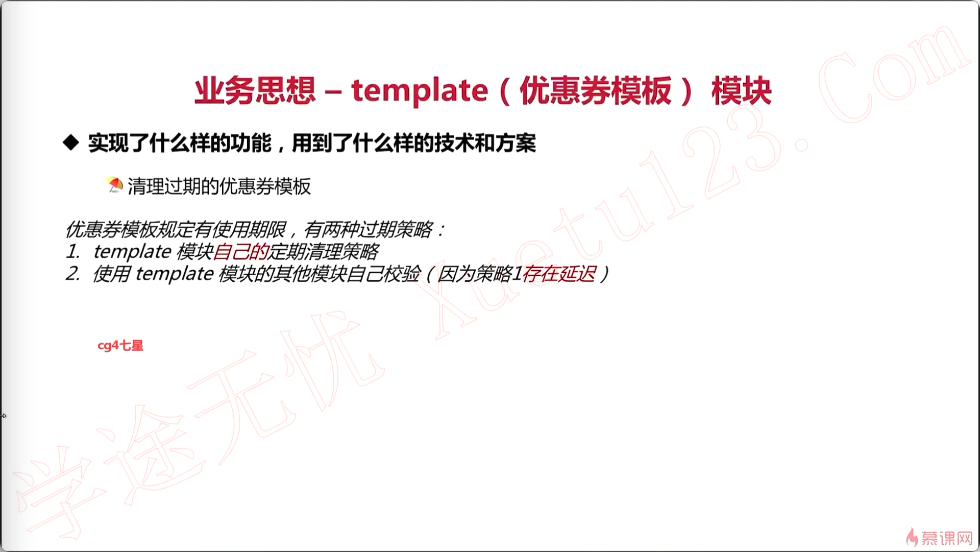 业务思想 – template（优惠券模板） 模块
◆ 实现了什么样的功能，用到了什么样的技术和方案
清理过期的优惠券模板
优惠券模板规定有使用期限，有两种过期策略：
1. template 模块自己的定期清理策略
2. 使用 template 模块的其他模块自己校验（因为策略1存在延迟）
cg4七星
学途无忧 Xuetu123.Com
慕课网